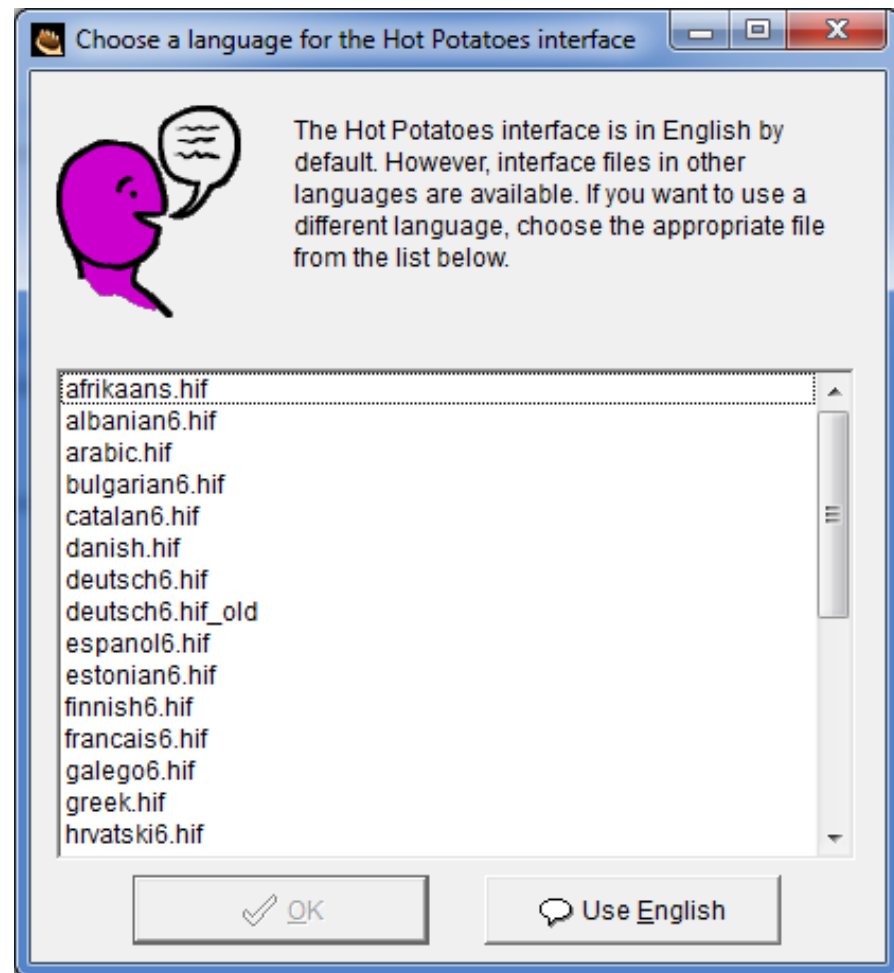 Choose a language for the Hot Potatoes interface
The Hot Potatoes interface is in English by
default. However, interface files in other
languages are available. If you want to use a
different language, choose the appropriate file
from the list below.
afrikaans.hif
albanian6.hif
arabic.hif
bulgarian6.hif
catalan6.hif
danish.hif
deutsch6.hif
deutsch6.hif_old
espanol6.hif
estonian6.hif
finnish6.hif
francais6.hif
galego6.hif
greek.hif
hrvatski6.hif
OK
Use English